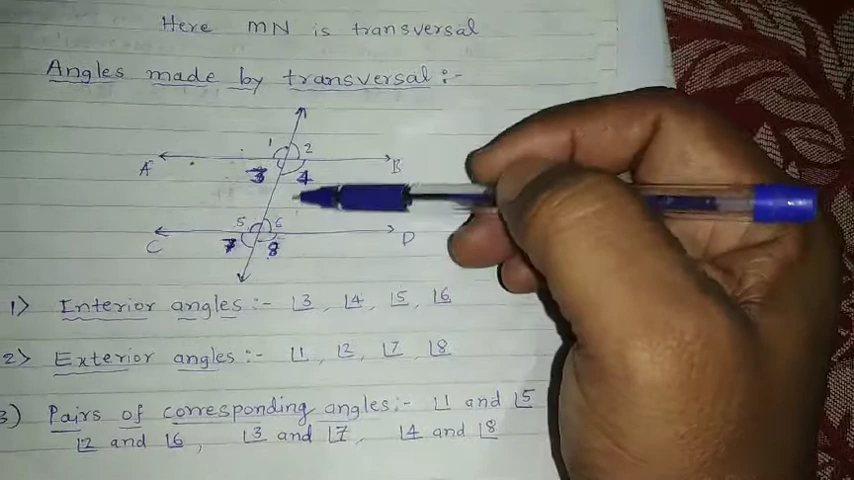 Here MN is transversal
Angles made by transversal :-
1 2
A B
3 4
5 6
C D
7 8
1> Interior angles :- ∠3, ∠4, ∠5, ∠6
2> Exterior angles :- ∠1, ∠2, ∠7, ∠8
3) Pairs of corresponding angles :- ∠1 and ∠5
∠2 and ∠6, ∠3 and ∠7, ∠4 and ∠8